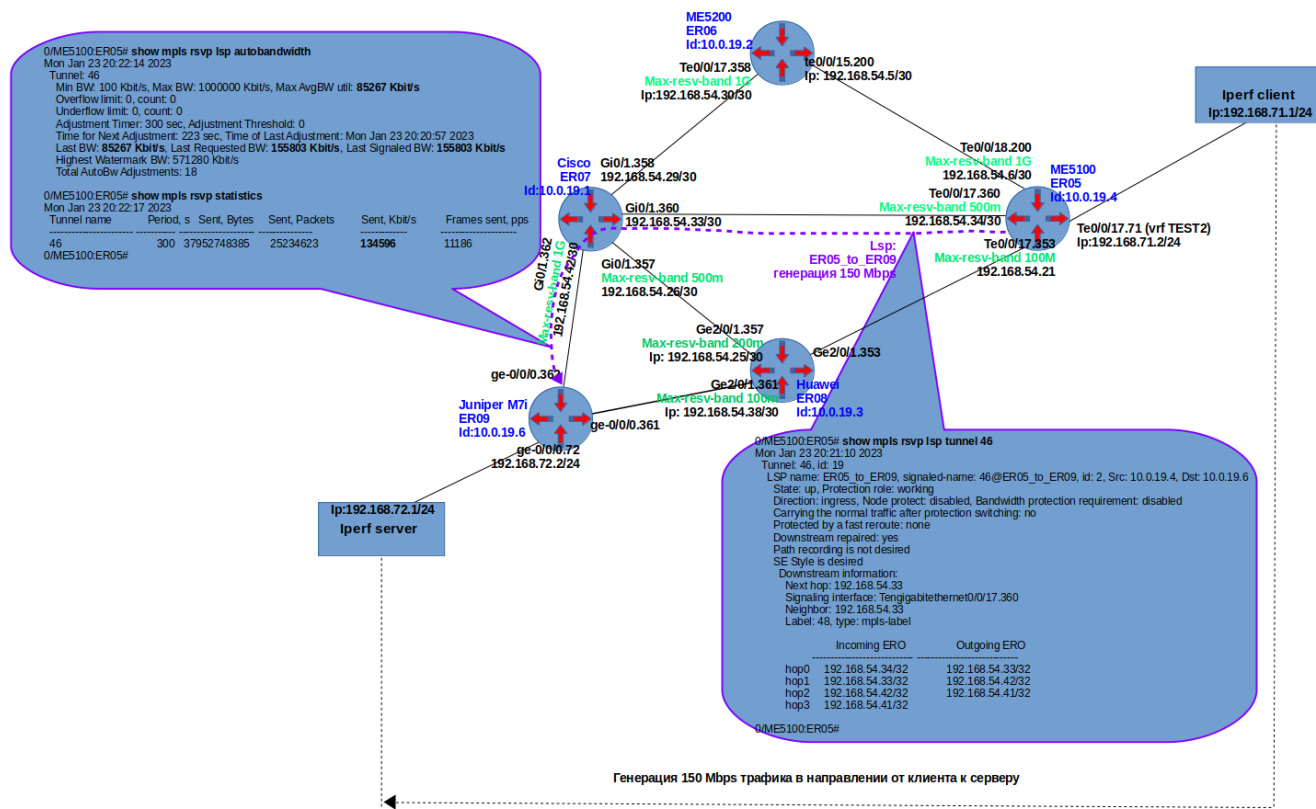 ME5200
ER06
Id:10.0.19.2
Te0/0/17.358
Max-resv-band 1G
Ip:192.168.54.30/30
te0/0/15.200
Ip: 192.168.54.5/30
Iperf client
Ip:192.168.71.1/24
0/ME5100:ER05# show mpls rsvp lsp autobandwidth
Mon Jan 23 20:22:14 2023
Tunnel: 46
Min BW: 100 Kbit/s, Max BW: 1000000 Kbit/s, Max AvgBW util: 85267 Kbit/s
Overflow limit: 0, count: 0
Underflow limit: 0, count: 0
Adjustment Timer: 300 sec, Adjustment Threshold: 0
Time for Next Adjustment: 223 sec, Time of Last Adjustment: Mon Jan 23 20:20:57 2023
Last BW: 85267 Kbit/s, Last Requested BW: 155803 Kbit/s, Last Signaled BW: 155803 Kbit/s
Highest Watermark BW: 571280 Kbit/s
Total AutoBw Adjustments: 18
0/ME5100:ER05# show mpls rsvp statistics
Mon Jan 23 20:22:17 2023
Tunnel name Period, s Sent, Bytes Sent, Packets Sent, Kbit/s Frames sent, pps
46 300 37952748385 25234623 134596 11186
0/ME5100:ER05#
Cisco
ER07
Id:10.0.19.1
Gi0/1.358
192.168.54.29/30
Gi0/1.360
192.168.54.33/30
Te0/0/18.200
Max-resv-band 1G
192.168.54.6/30
ME5100
ER05
Id:10.0.19.4
Te0/0/17.360
Max-resv-band 500m
192.168.54.34/30
Te0/0/17.71 (vrf TEST2)
Ip:192.168.71.2/24
Te0/0/17.353
Max-resv-band 100M
192.168.54.21
Lsp:
ER05_to_ER09
генерация 150 Mbps
Gi0/1.362
Max-resv-band 1G
192.168.54.42/30
Gi0/1.357
Max-resv-band 500m
192.168.54.26/30
Ge2/0/1.357
Max-resv-band 200m
Ip: 192.168.54.25/30
Ge2/0/1.353
Ge2/0/1.361
Max-resv-band 100m
Ip: 192.168.54.38/30
Huawei
ER08
Id:10.0.19.3
ge-0/0/0.362
Juniper M7i
ER09
Id:10.0.19.6
ge-0/0/0.361
ge-0/0/0.72
192.168.72.2/24
Ip:192.168.72.1/24
Iperf server
0/ME5100:ER05# show mpls rsvp lsp tunnel 46
Mon Jan 23 20:21:10 2023
Tunnel: 46, id: 19
LSP name: ER05_to_ER09, signaled-name: 46@ER05_to_ER09, id: 2, Src: 10.0.19.4, Dst: 10.0.19.6
State: up, Protection role: working
Direction: ingress, Node protect: disabled, Bandwidth protection requirement: disabled
Carrying the normal traffic after protection switching: no
Protected by a fast reroute: none
Downstream repaired: yes
Path recording is not desired
SE Style is desired
Downstream information:
Next hop: 192.168.54.33
Signaling interface: Tengigabitethernet0/0/17.360
Neighbor: 192.168.54.33
Label: 48, type: mpls-label
Incoming ERO Outgoing ERO
hop0 192.168.54.34/32 192.168.54.33/32
hop1 192.168.54.33/32 192.168.54.42/32
hop2 192.168.54.42/32 192.168.54.41/32
hop3 192.168.54.41/32
0/ME5100:ER05#
Генерация 150 Mbps трафика в направлении от клиента к серверу